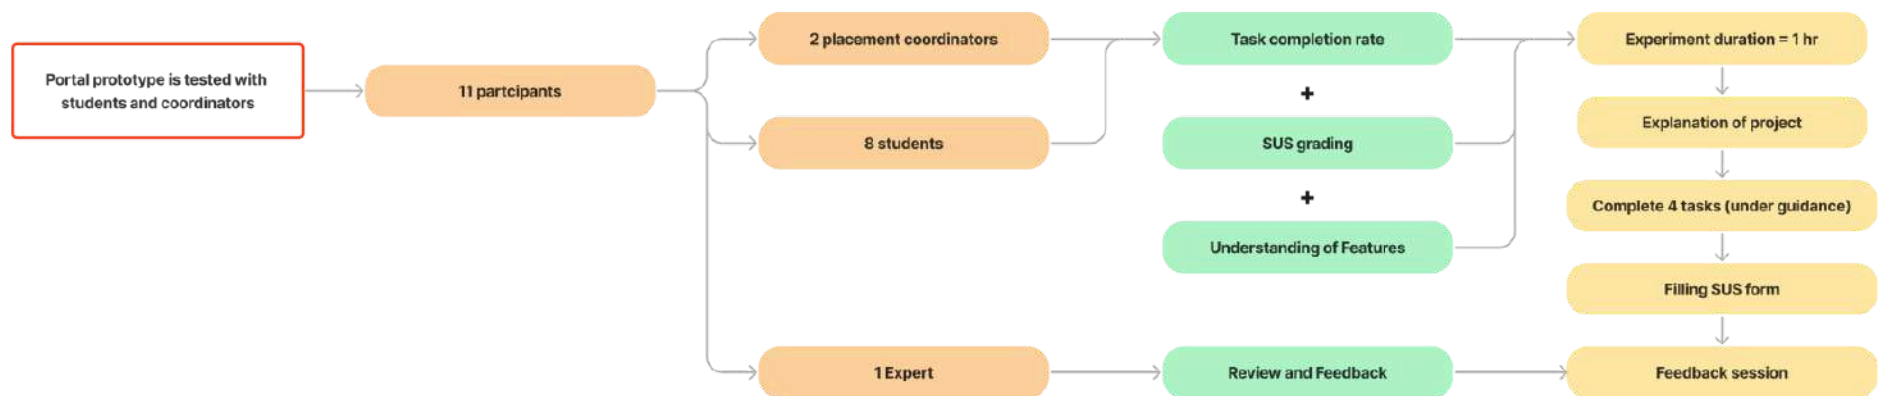 Portal prototype is tested with
students and coordinators
11 partcipants
2 placement coordinators
8 students
1 Expert
Task completion rate
+
SUS grading
+
Understanding of Features
Review and Feedback
Experiment duration = 1 hr
Explanation of project
Complete 4 tasks (under guidance)
Filling SUS form
Feedback session